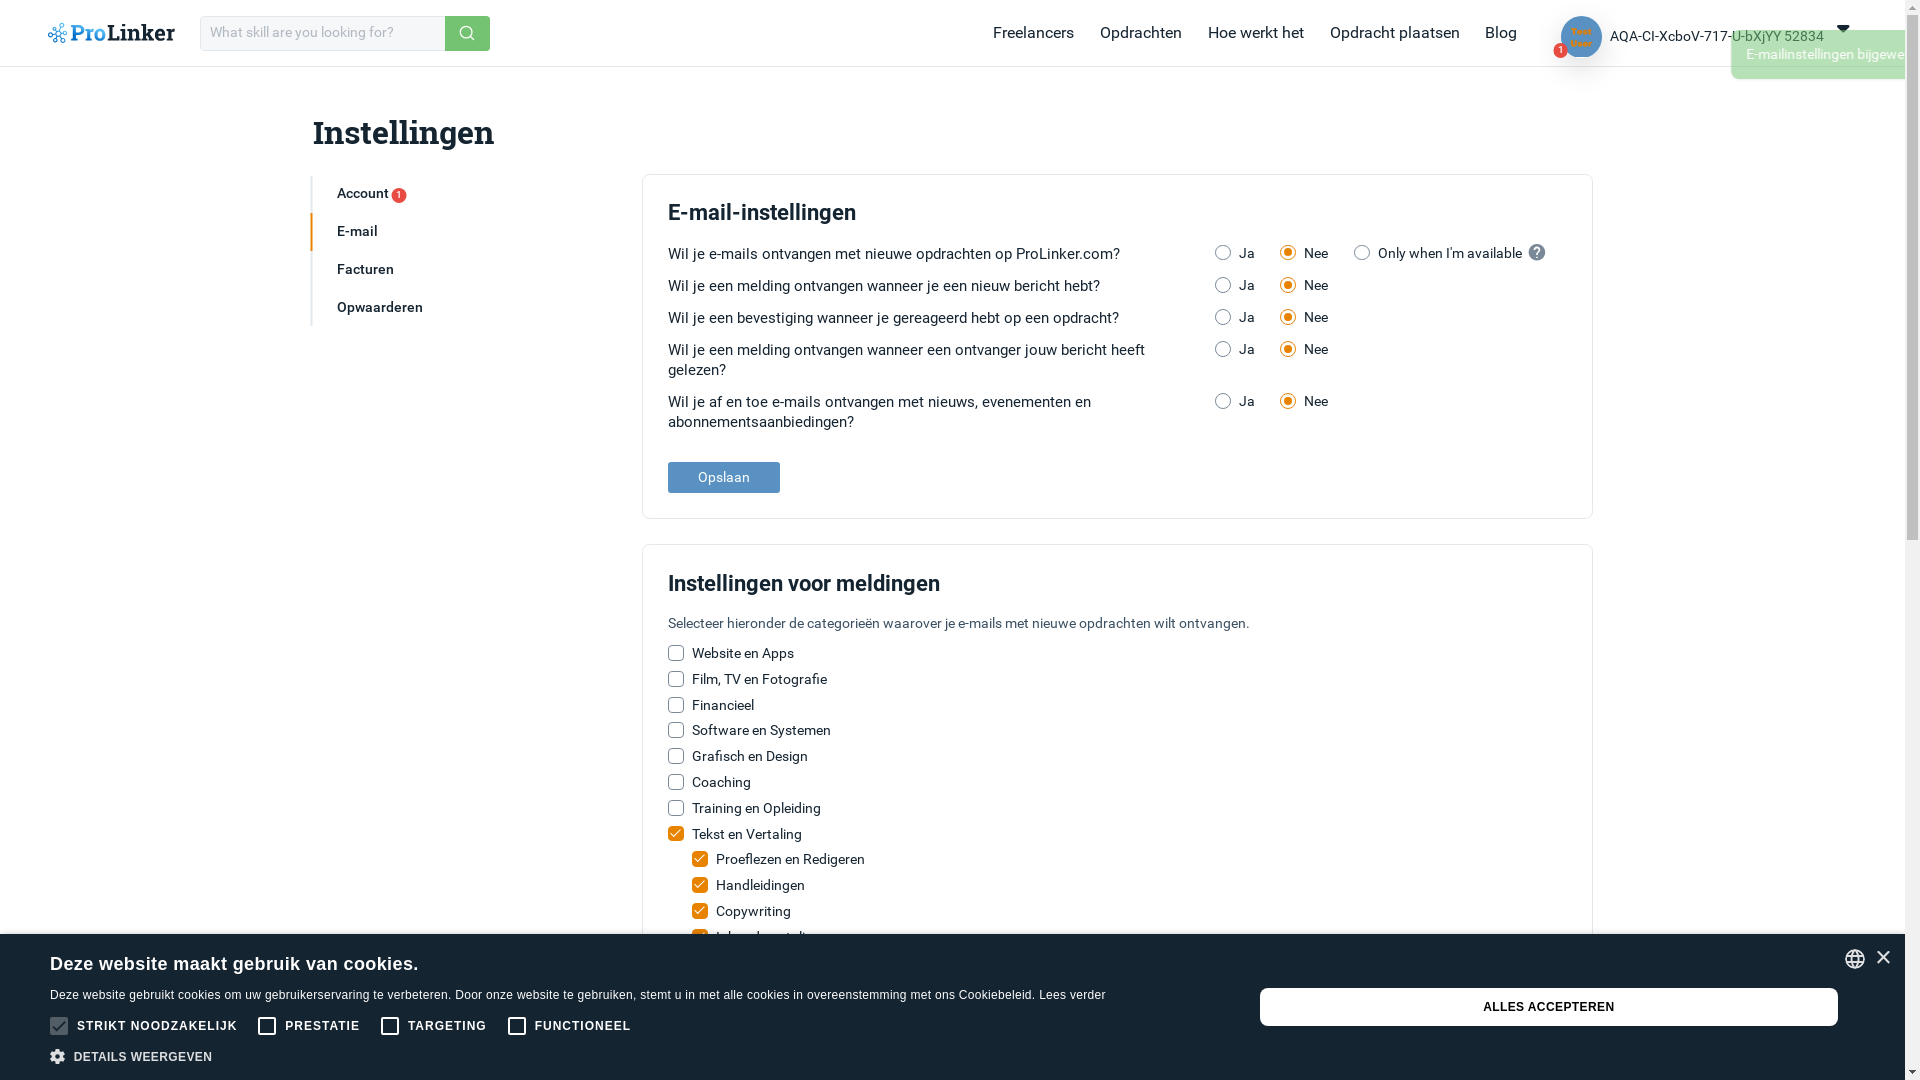 ProLinker
What skill are you looking for?
Freelancers
Opdrachten
Hoe werkt het
Opdracht plaatsen
Blog
1
Test
User
AQA-CI-XcboV-717-U-bXjYY 52834
E-mailinstellingen
Instellingen
Account 1
E-mail
Facturen
Opwaarderen
E-mail-instellingen
Wil je e-mails ontvangen met nieuwe opdrachten op ProLinker.com?
Ja
Nee
Only when I'm available ?
Wil je een melding ontvangen wanneer je een nieuw bericht hebt?
Ja
Nee
Wil je een bevestiging wanneer je gereageerd hebt op een opdracht?
Ja
Nee
Wil je een melding ontvangen wanneer een ontvanger jouw bericht heeft
gelezen?
Ja
Nee
Wil je af en toe e-mails ontvangen met nieuws, evenementen en
abonnementsaanbiedingen?
Ja
Nee
Opslaan
Instellingen voor meldingen
Selecteer hieronder de categorieën waarover je e-mails met nieuwe opdrachten wilt ontvangen.
Website en Apps
Film, TV en Fotografie
Financieel
Software en Systemen
Grafisch en Design
Coaching
Training en Opleiding
Tekst en Vertaling
Proeflezen en Redigeren
Handleidingen
Copywriting
Deze website maakt gebruik van cookies.
Deze website gebruikt cookies om uw gebruikerservaring te verbeteren. Door onze website te gebruiken, stemt u in met alle cookies in overeenstemming met ons Cookiebeleid. Lees verder
STRIKT NOODZAKELIJK
PRESTATIE
TARGETING
FUNCTIONEEL
DETAILS WEERGEVEN
ALLES ACCEPTEREN
×